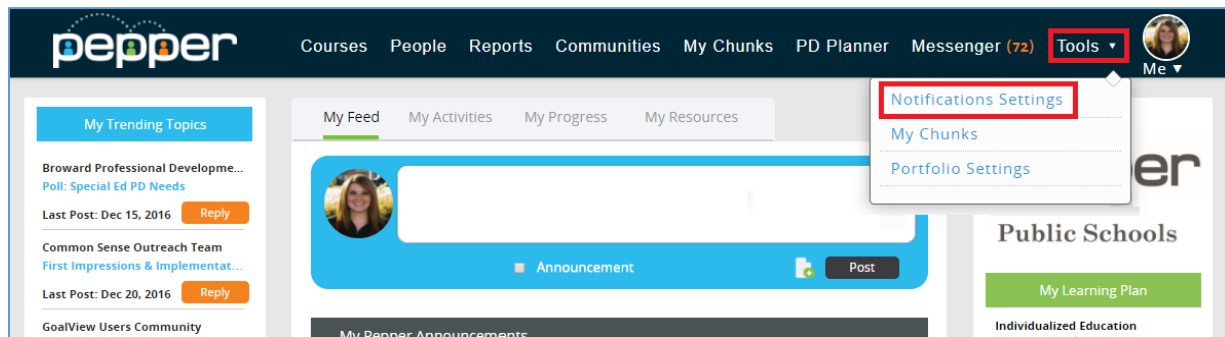 pepper
Courses People Reports Communities My Chunks PD Planner Messenger (72) Tools ▼
Me ▼
Notifications Settings
My Chunks
Portfolio Settings
My Trending Topics
Broward Professional Developme...
Poll: Special Ed PD Needs
Last Post: Dec 15, 2016 Reply
Common Sense Outreach Team
First Impressions & Implementat...
Last Post: Dec 20, 2016 Reply
GoalView Users Community
My Feed My Activities My Progress My Resources
Announcement Post
My Pepper Announcements
er
Public Schools
My Learning Plan
Individualized Education